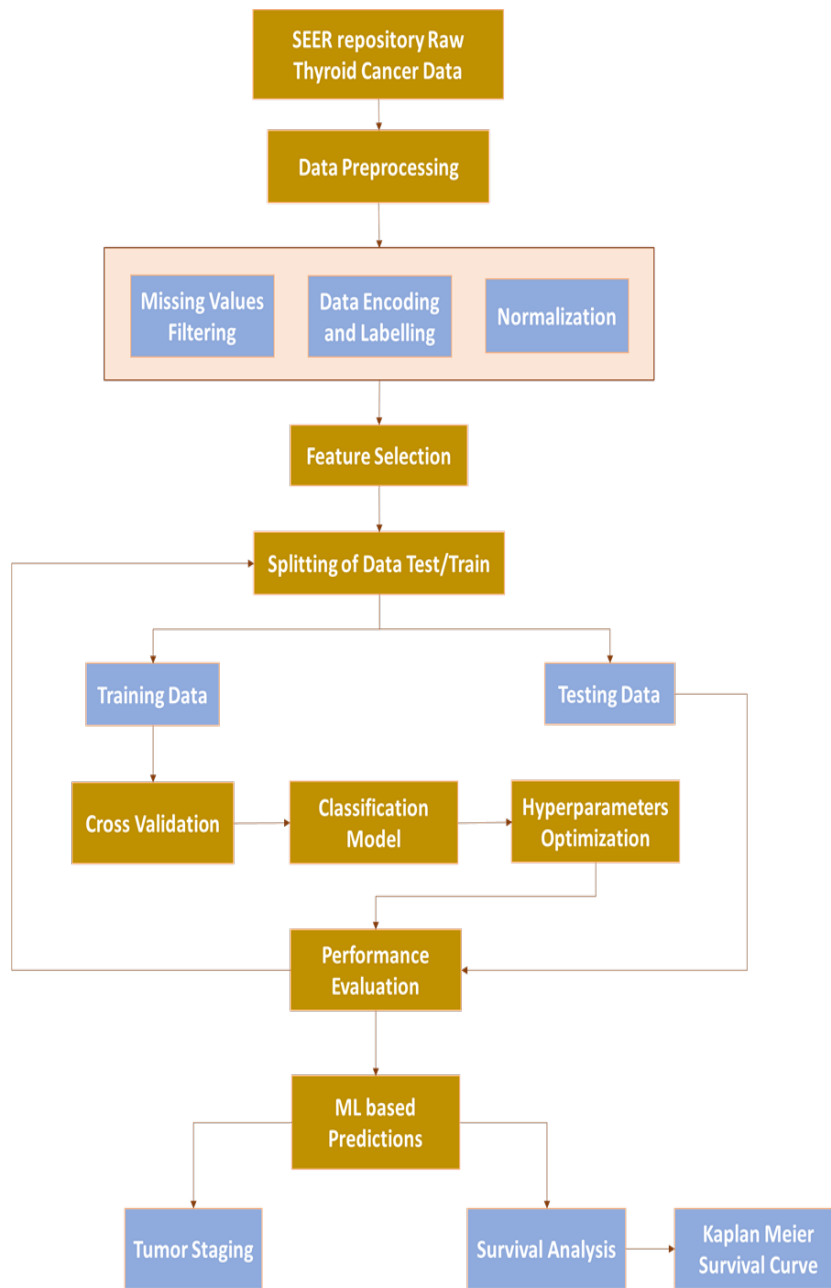 SEER repository Raw
Thyroid Cancer Data
Data Preprocessing
Missing Values
Filtering
Data Encoding
and Labelling
Normalization
Feature Selection
Splitting of Data Test/Train
Training Data
Testing Data
Cross Validation
Classification
Model
Hyperparameters
Optimization
Performance
Evaluation
ML based
Predictions
Tumor Staging
Survival Analysis
Kaplan Meier
Survival Curve